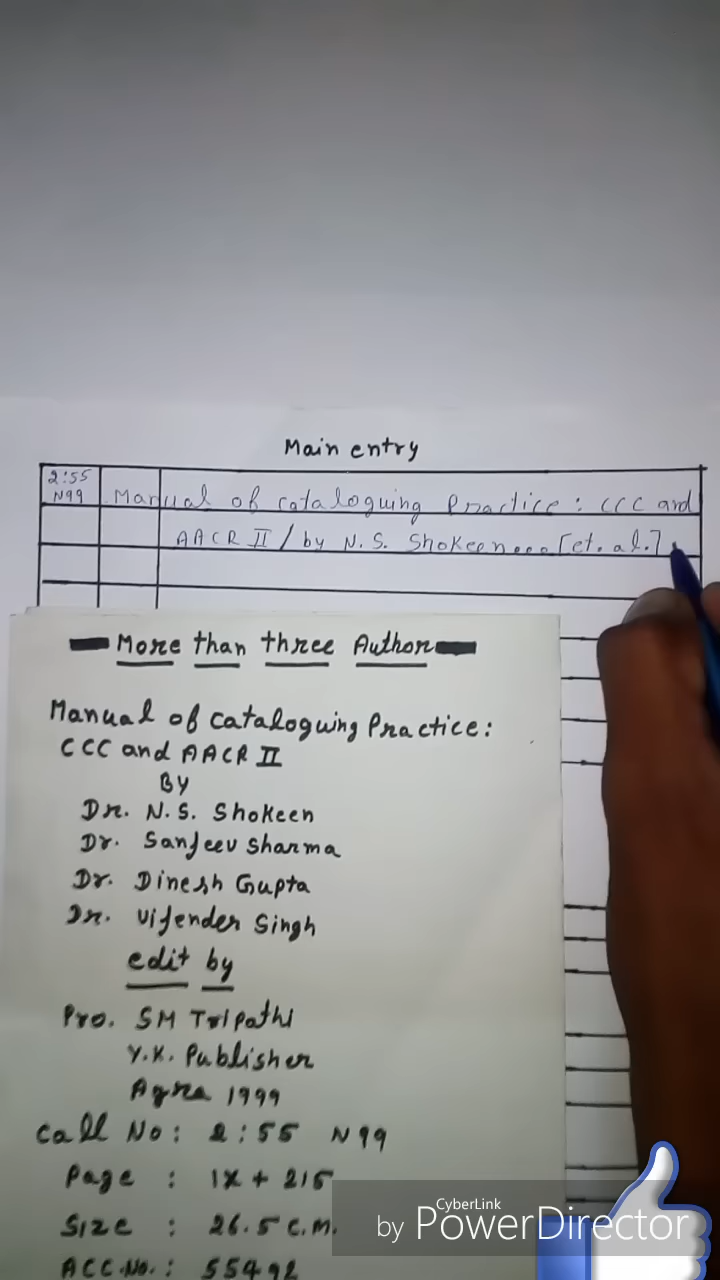 Main entry
2:55
N99 Manual of cataloguing Practice: CCC and
AACR II / by N. S. Shokeen...[et. al.]
More than three Author
Manual of cataloguing Practice:
CCC and AACR II
By
Dr. N.S. Shokeen
Dr. Sanjeev Sharma
Dr. Dinesh Gupta
Dr. Vijender Singh
edit by
Pro. SM Tripathi
Y.K. Publisher
Agra 1999
Call No: 2:55 N99
Page : 1X + 215
Size : 26.5 C.M.
ACC.No.: 55492
CyberLink
by PowerDirector